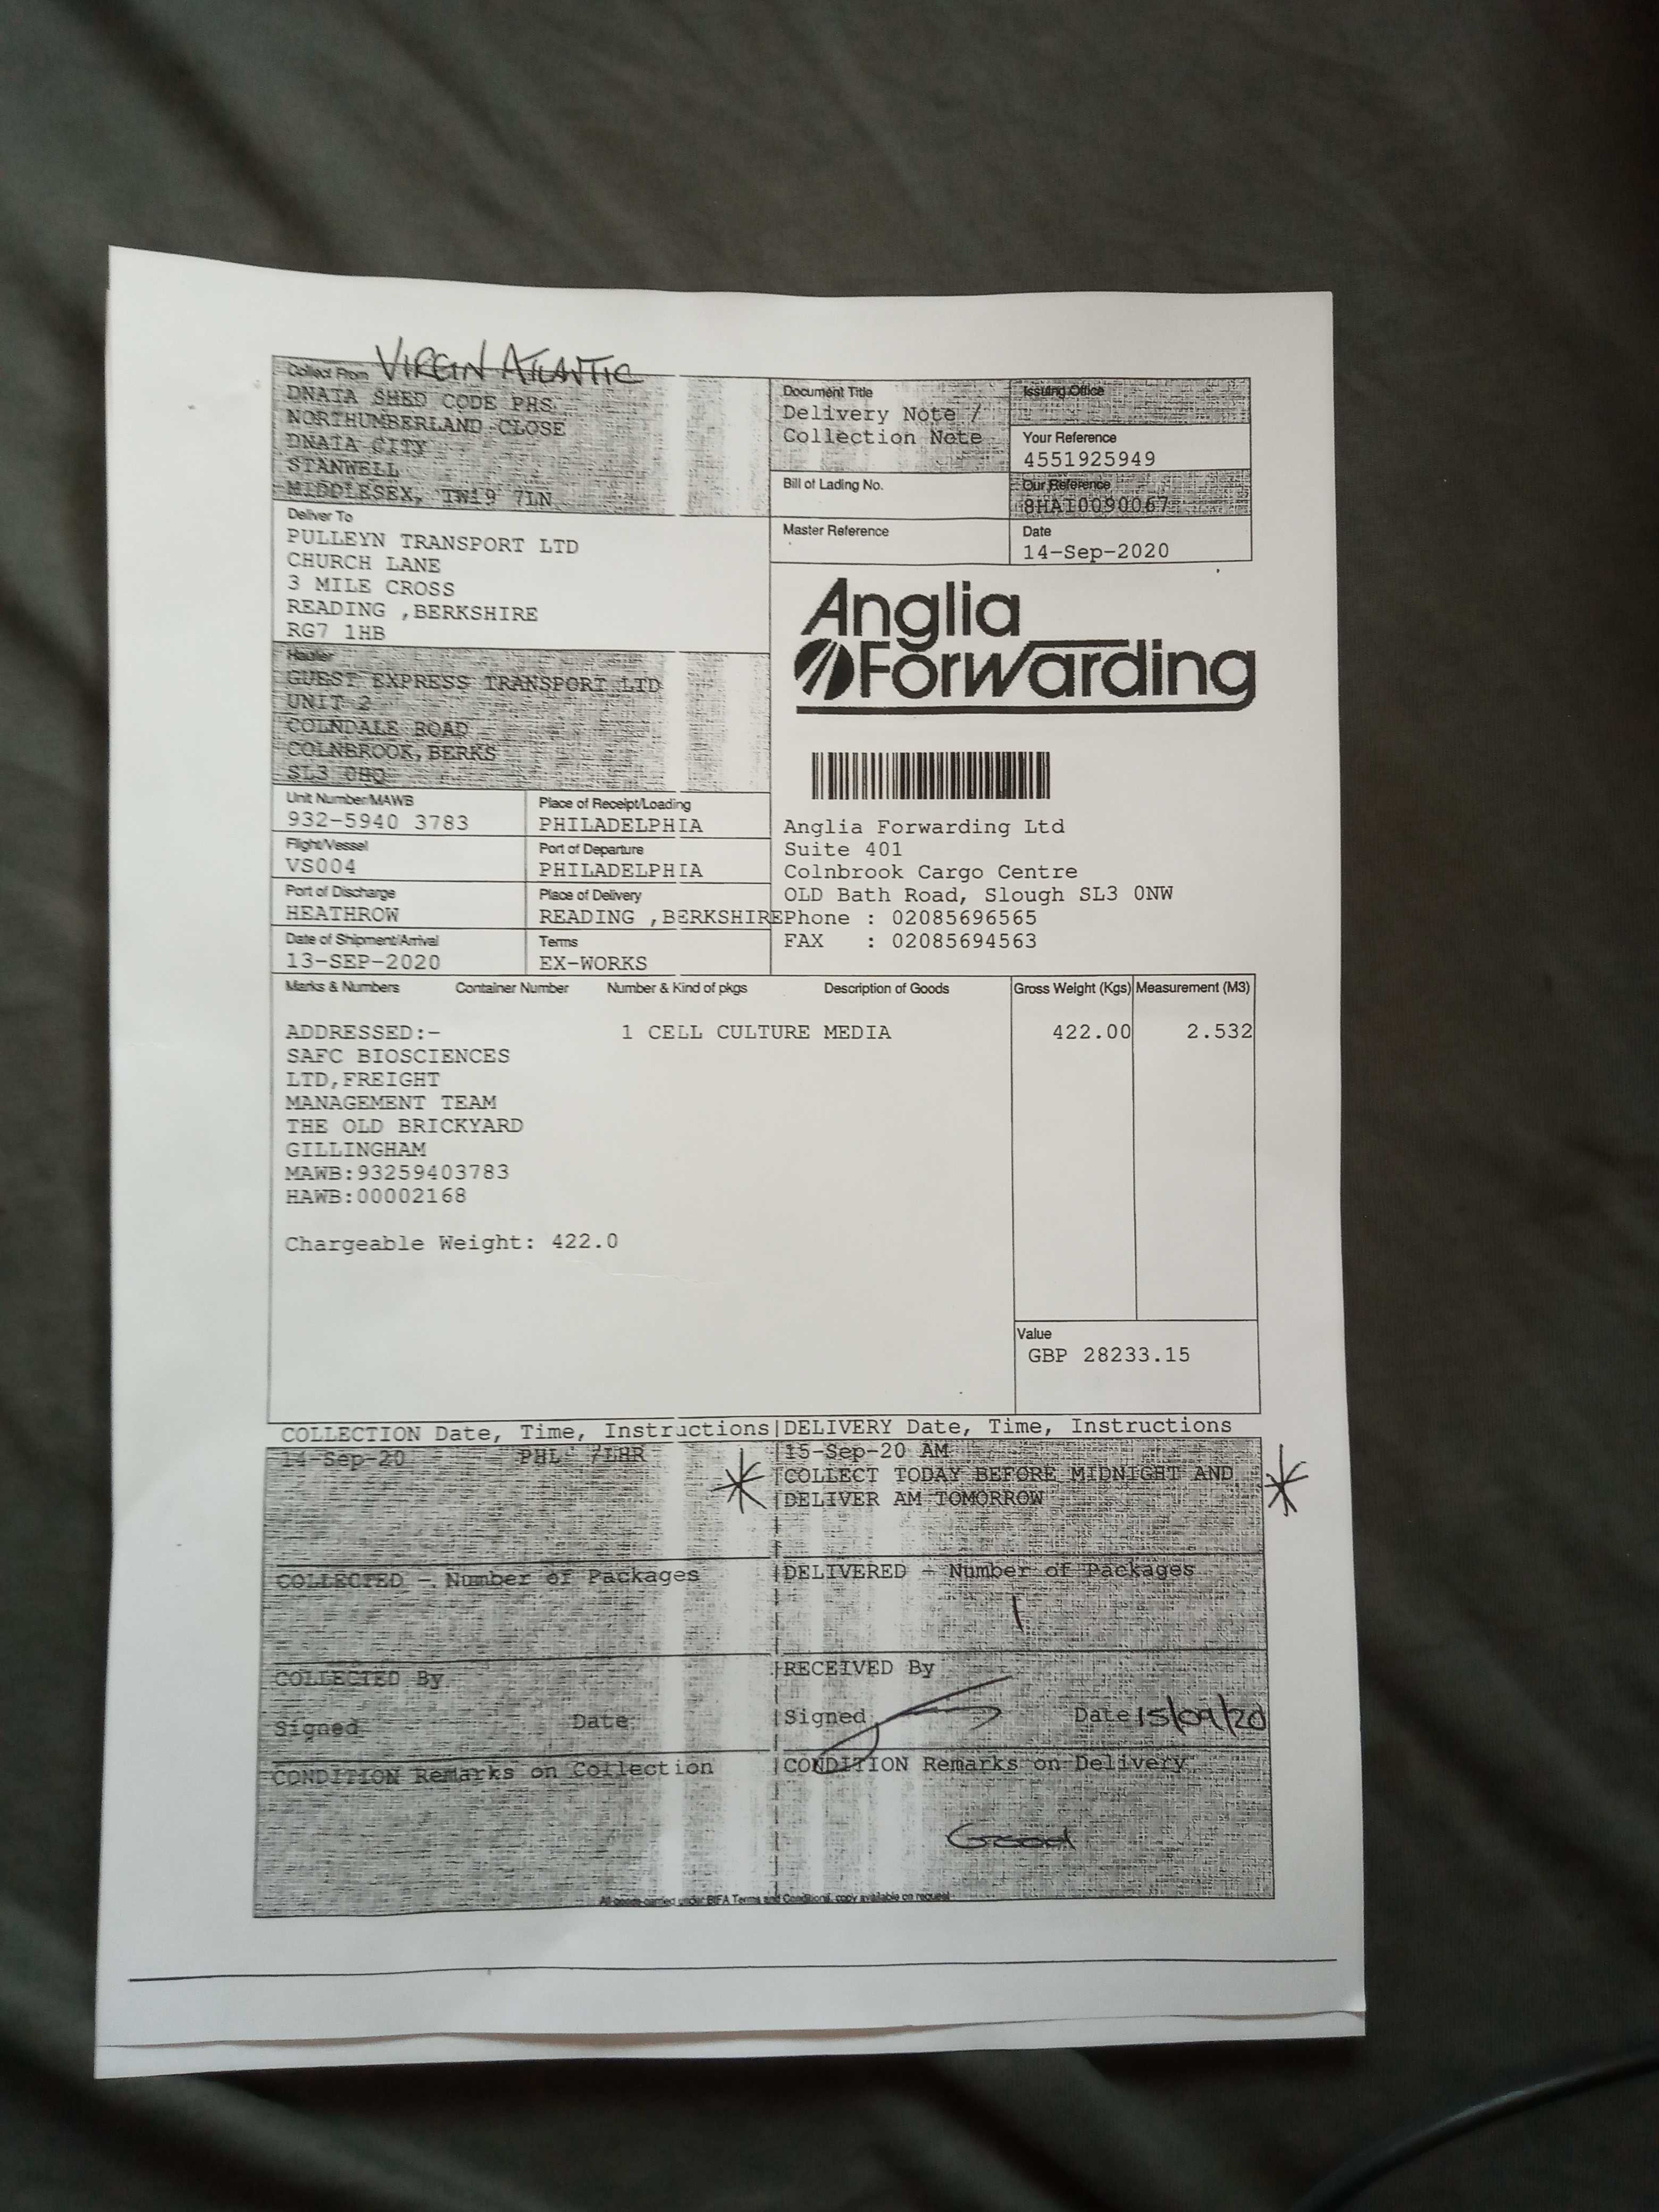 VIRGIN ATLANTIC
Collect From
DNATA SHED CODE PHS
NORTHUMBERLAND CLOSE
DNATA CITY
STANWELL
MIDDLESEX, TW19 7LN
Document Title
Delivery Note /
Collection Note
Issuing Office
Your Reference
4551925949
Bill of Lading No.
Our Reference
8HAI0090067
Master Reference
Date
14-Sep-2020
Deliver To
PULLEYN TRANSPORT LTD
CHURCH LANE
3 MILE CROSS
READING ,BERKSHIRE
RG7 1HB
Anglia
Forwarding
Haulier
GUEST EXPRESS TRANSPORT LTD
UNIT 2
COLNDALE ROAD
COLNBROOK, BERKS
SL3 0HQ
Unit Number/MAWB
932-5940 3783
Place of Receipt/Loading
PHILADELPHIA
Flight/Vessel
VS004
Port of Departure
PHILADELPHIA
Port of Discharge
HEATHROW
Place of Delivery
READING ,BERKSHIRE
Date of Shipment/Arrival
13-SEP-2020
Terms
EX-WORKS
Anglia Forwarding Ltd
Suite 401
Colnbrook Cargo Centre
OLD Bath Road, Slough SL3 0NW
Phone : 02085696565
FAX : 02085694563
Marks & Numbers Container Number Number & Kind of pkgs Description of Goods Gross Weight (Kgs) Measurement (M3)
ADDRESSED:- 1 CELL CULTURE MEDIA 422.00 2.532
SAFC BIOSCIENCES
LTD,FREIGHT
MANAGEMENT TEAM
THE OLD BRICKYARD
GILLINGHAM
MAWB:93259403783
HAWB:00002168
Chargeable Weight: 422.0
Value
GBP 28233.15
COLLECTION Date, Time, Instructions|DELIVERY Date, Time, Instructions
14-Sep-20 PHL /LHR
15-Sep-20 AM
COLLECT TODAY BEFORE MIDNIGHT AND
DELIVER AM TOMORROW
COLLECTED - Number of Packages
DELIVERED - Number of Packages
1
COLLECTED By
RECEIVED By
Signed Date
Signed Date 15/09/20
CONDITION Remarks on Collection
CONDITION Remarks on Delivery
Good
All goods carried under BIFA Terms and Conditions, copy available on request